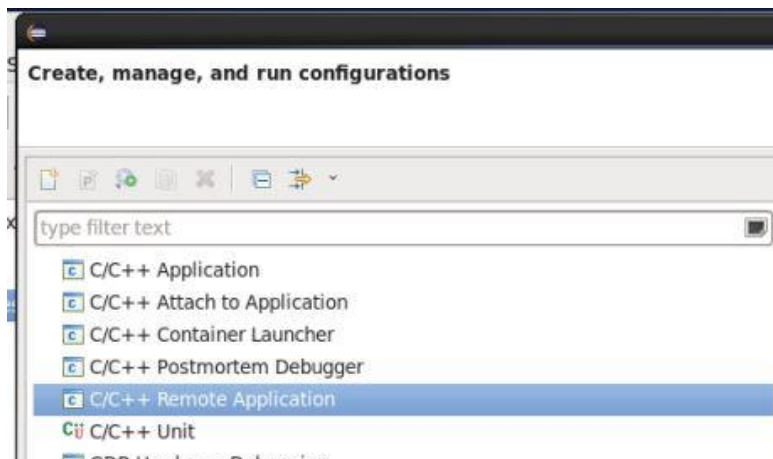 Create, manage, and run configurations
type filter text
C/C++ Application
C/C++ Attach to Application
C/C++ Container Launcher
C/C++ Postmortem Debugger
C/C++ Remote Application
C/C++ Unit